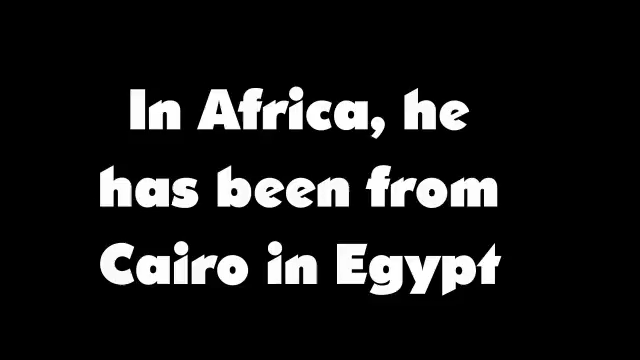 In Africa, he
has been from
Cairo in Egypt